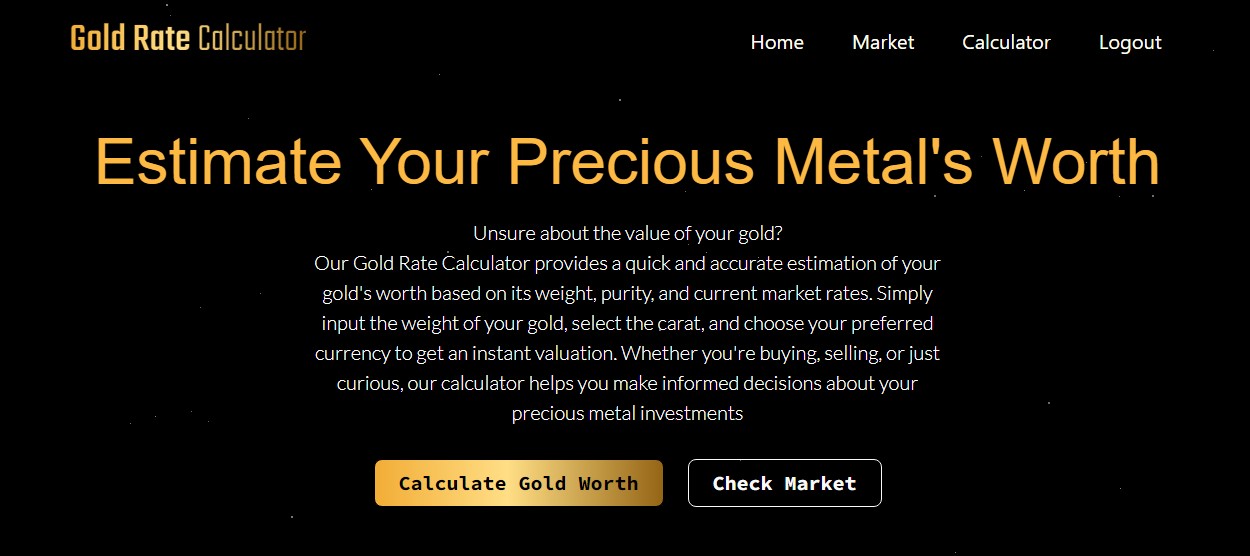 Gold Rate Calculator
Home Market Calculator Logout
Estimate Your Precious Metal's Worth
Unsure about the value of your gold?
Our Gold Rate Calculator provides a quick and accurate estimation of your
gold's worth based on its weight, purity, and current market rates. Simply
input the weight of your gold, select the carat, and choose your preferred
currency to get an instant valuation. Whether you're buying, selling, or just
curious, our calculator helps you make informed decisions about your
precious metal investments
Calculate Gold Worth
Check Market